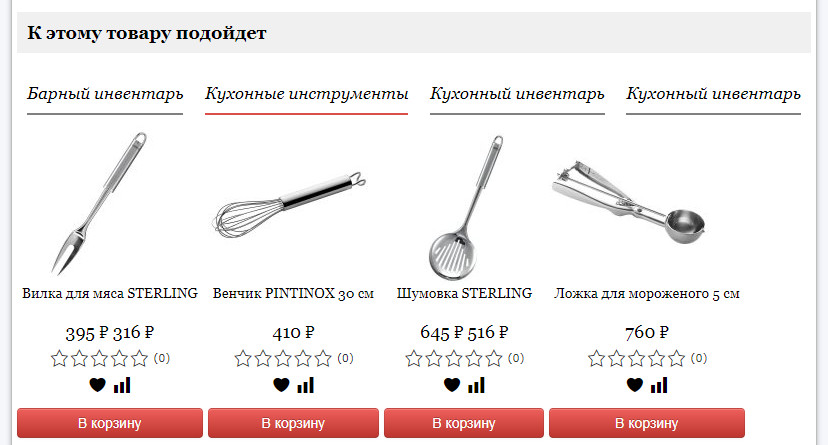 К этому товару подойдет
Барный инвентарь Кухонные инструменты Кухонный инвентарь Кухонный инвентарь
Вилка для мяса STERLING Венчик PINTINOX 30 см Шумовка STERLING Ложка для мороженого 5 см
395 ₽ 316 ₽ 410 ₽ 645 ₽ 516 ₽ 760 ₽
(0) (0) (0) (0)
В корзину В корзину В корзину В корзину